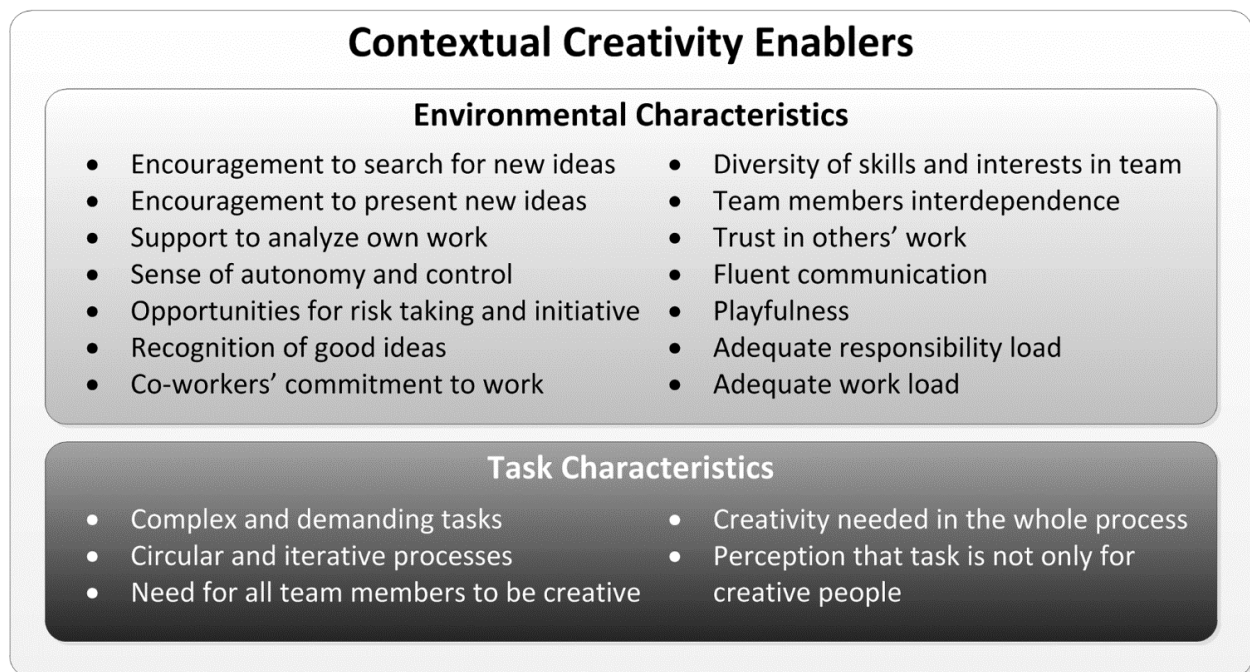 Contextual Creativity Enablers
Environmental Characteristics
• Encouragement to search for new ideas
• Encouragement to present new ideas
• Support to analyze own work
• Sense of autonomy and control
• Opportunities for risk taking and initiative
• Recognition of good ideas
• Co-workers’ commitment to work
• Diversity of skills and interests in team
• Team members interdependence
• Trust in others’ work
• Fluent communication
• Playfulness
• Adequate responsibility load
• Adequate work load
Task Characteristics
• Complex and demanding tasks
• Circular and iterative processes
• Need for all team members to be creative
• Creativity needed in the whole process
• Perception that task is not only for
creative people